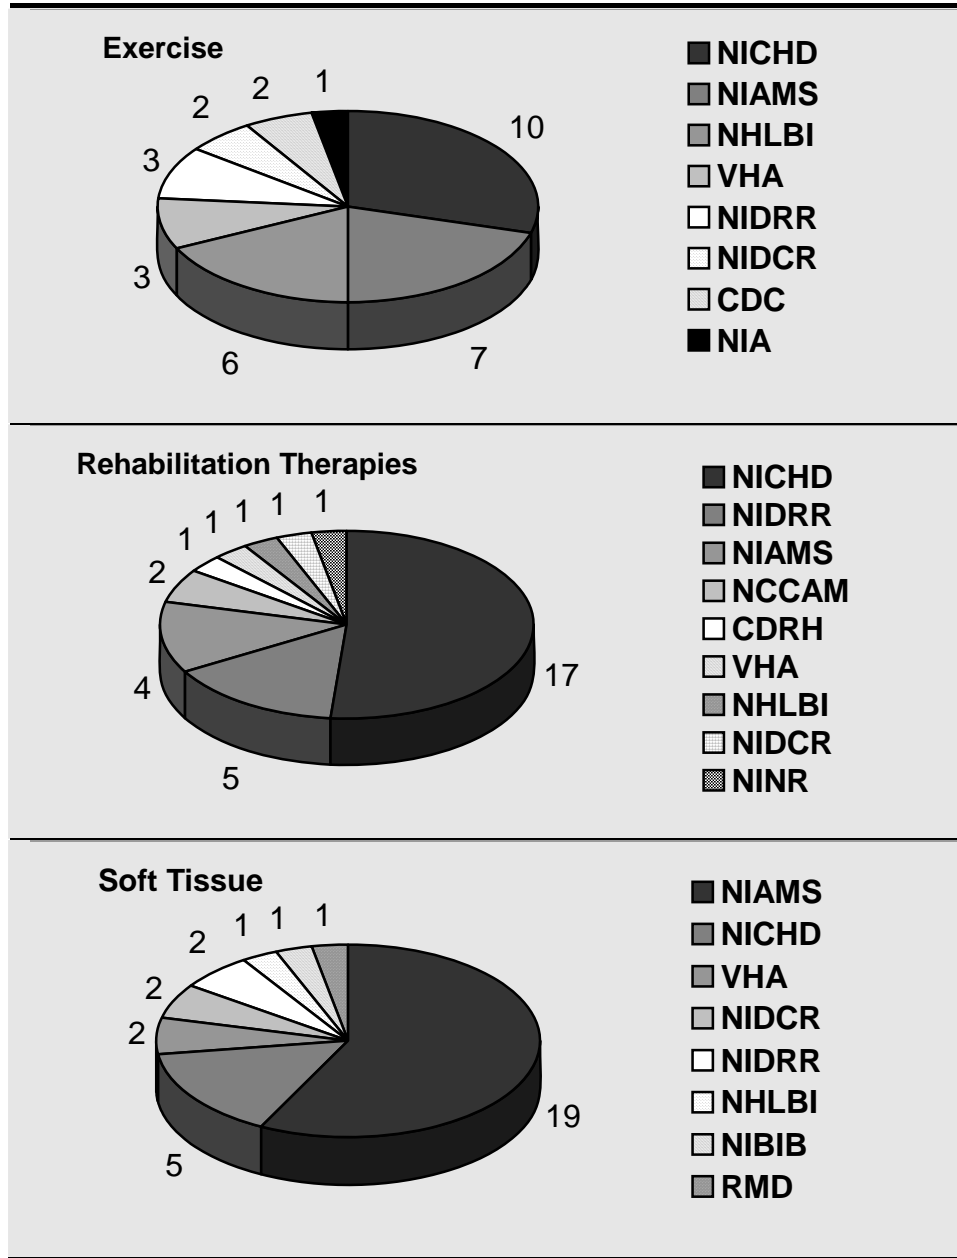 Exercise
1
2
2
3
3
6
7
10
NICHD
NIAMS
NHLBI
VHA
NIDRR
NIDCR
CDC
NIA
Rehabilitation Therapies
1
1
1
1
1
2
4
5
17
NICHD
NIDRR
NIAMS
NCCAM
CDRH
VHA
NHLBI
NIDCR
NINR
Soft Tissue
1
1
1
2
2
2
5
19
NIAMS
NICHD
VHA
NIDCR
NIDRR
NHLBI
NIBIB
RMD